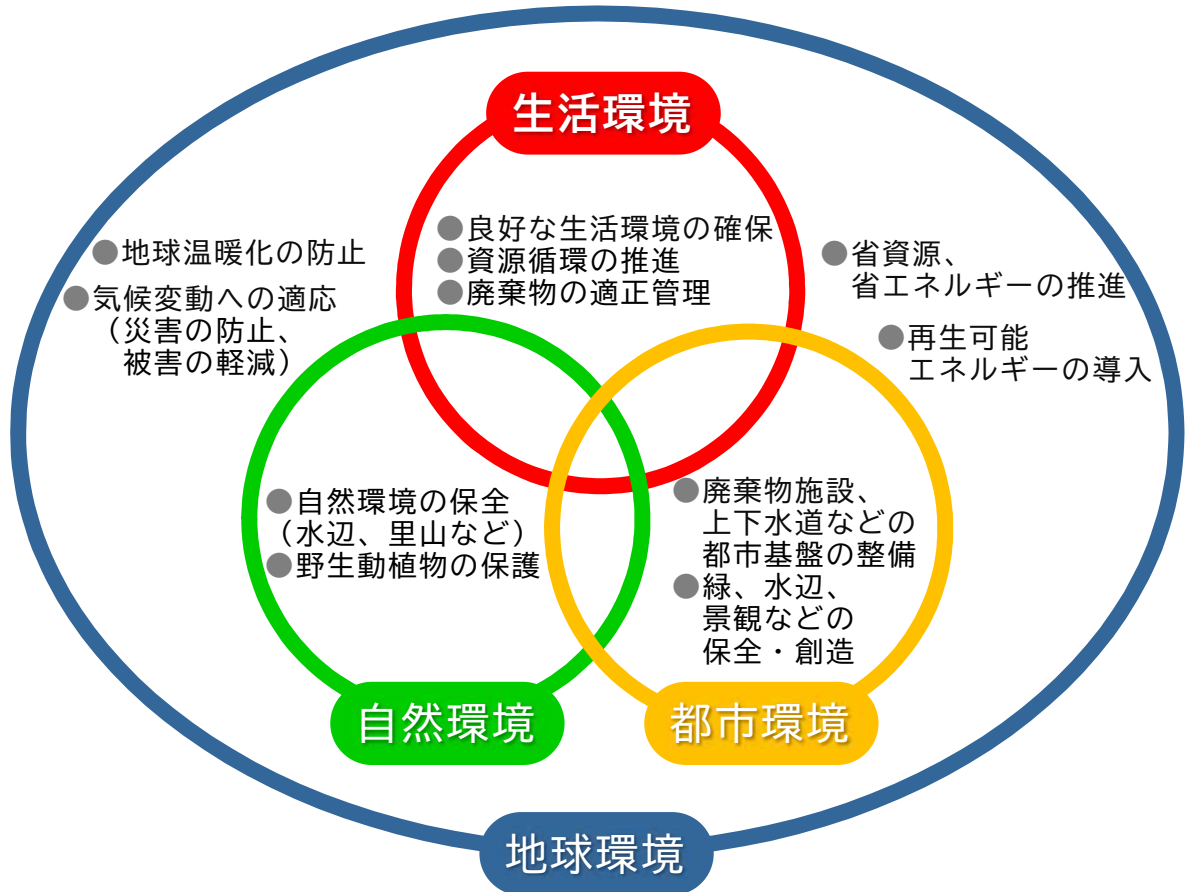 生活環境
●良好な生活環境の確保
●資源循環の推進
●廃棄物の適正管理
●地球温暖化の防止
●気候変動への適応
（災害の防止、
被害の軽減）
●省資源、
省エネルギーの推進
●再生可能
エネルギーの導入
●自然環境の保全
（水辺、里山など）
●野生動植物の保護
●廃棄物施設、
上下水道などの
都市基盤の整備
●緑、水辺、
景観などの
保全・創造
自然環境
都市環境
地球環境